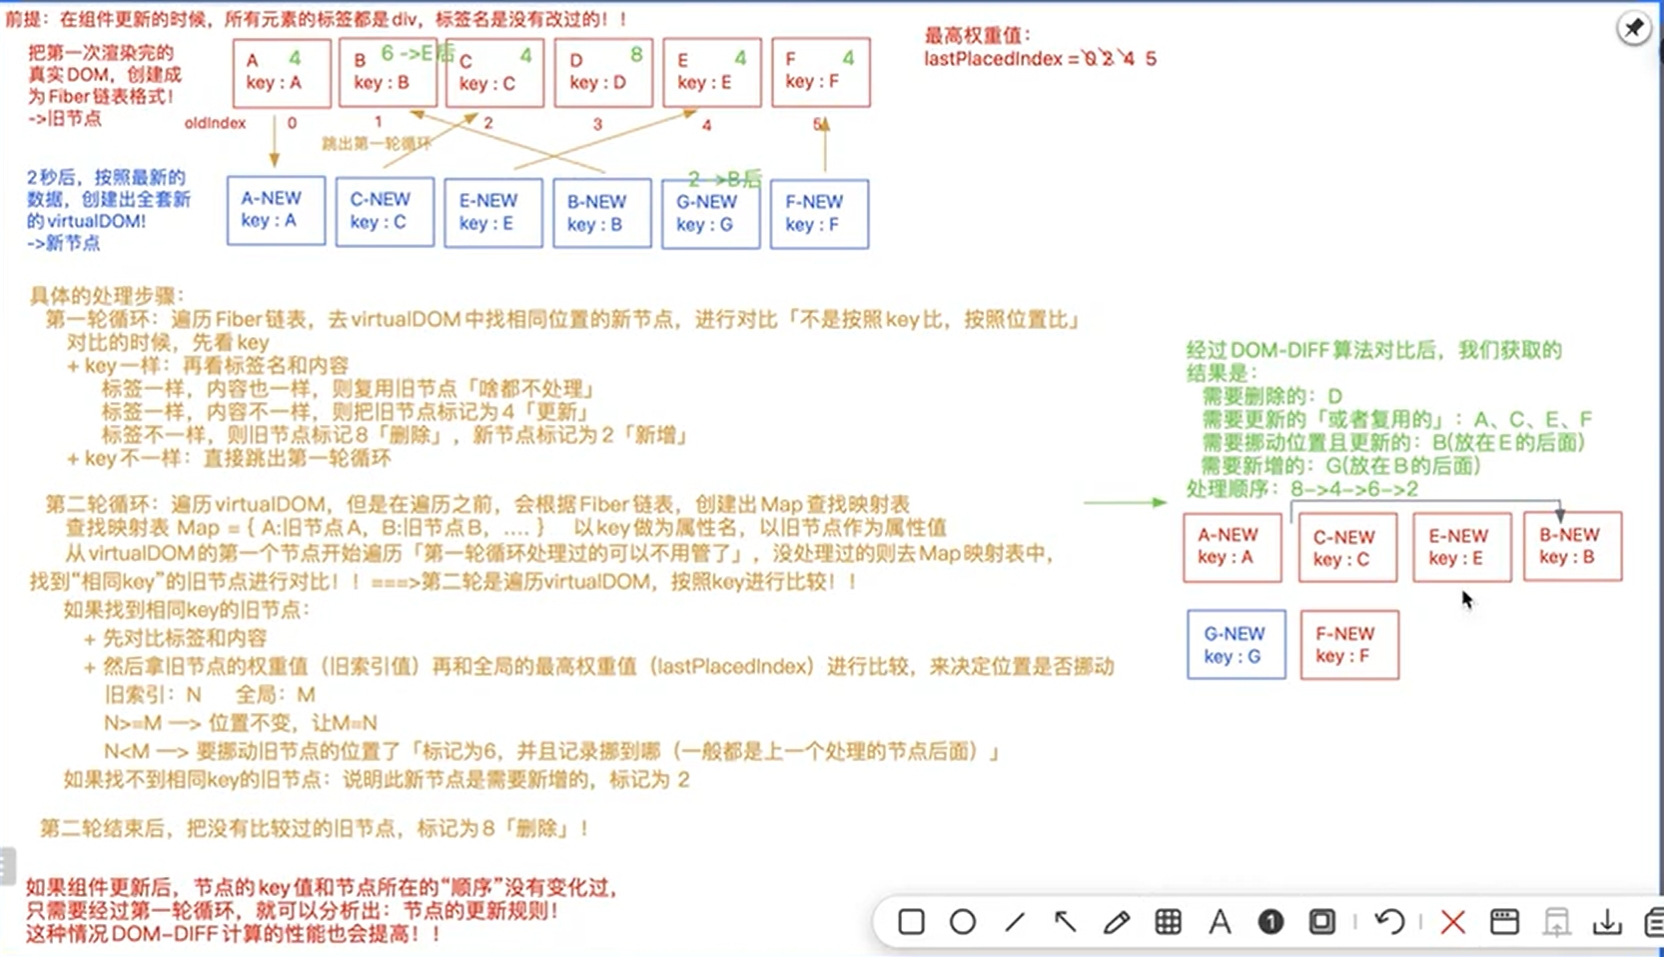 前提：在组件更新的时候，所有元素的标签都是div，标签名是没有改过的！！
把第一次渲染完的
真实DOM，创建成
为Fiber链表格式！
->旧节点
A 4
key : A
B 6 ->E后
key : B
C 4
key : C
D 8
key : D
E 4
key : E
F 4
key : F
最高权重值：
lastPlacedIndex = 0 2 4 5
oldIndex 0 1 2 3 4 5
跳出第一轮循环
2秒后，按照最新的
数据，创建出全套新
的virtualDOM!
->新节点
A-NEW
key : A
C-NEW
key : C
E-NEW
key : E
B-NEW
key : B
2 ->B后
G-NEW
key : G
F-NEW
key : F
具体的处理步骤：
第一轮循环：遍历Fiber链表，去virtualDOM中找相同位置的新节点，进行对比「不是按照key比，按照位置比」
对比的时候，先看key
+ key一样：再看标签名和内容
标签一样，内容也一样，则复用旧节点「啥都不处理」
标签一样，内容不一样，则把旧节点标记为4「更新」
标签不一样，则旧节点标记8「删除」，新节点标记为2「新增」
+ key不一样：直接跳出第一轮循环
第二轮循环：遍历virtualDOM，但是在遍历之前，会根据Fiber链表，创建出Map查找映射表
查找映射表 Map = { A:旧节点A，B:旧节点B，.... } 以key做为属性名，以旧节点作为属性值
从virtualDOM的第一个节点开始遍历「第一轮循环处理过的可以不用管了」，没处理过的则去Map映射表中，
找到“相同key”的旧节点进行对比！！===>第二轮是遍历virtualDOM，按照key进行比较！！
如果找到相同key的旧节点：
+ 先对比标签和内容
+ 然后拿旧节点的权重值（旧索引值）再和全局的最高权重值（lastPlacedIndex）进行比较，来决定位置是否挪动
旧索引：N 全局：M
N>=M —> 位置不变，让M=N
N<M —> 要挪动旧节点的位置了「标记为6，并且记录挪到哪（一般都是上一个处理的节点后面）」
如果找不到相同key的旧节点：说明此新节点是需要新增的，标记为 2
第二轮结束后，把没有比较过的旧节点，标记为8「删除」！
如果组件更新后，节点的key值和节点所在的“顺序”没有变化过，
只需要经过第一轮循环，就可以分析出：节点的更新规则！
这种情况DOM-DIFF计算的性能也会提高！！
经过DOM-DIFF算法对比后，我们获取的
结果是：
需要删除的：D
需要更新的「或者复用的」：A、C、E、F
需要挪动位置且更新的：B(放在E的后面)
需要新增的：G(放在B的后面)
处理顺序：8->4->6->2
A-NEW
key : A
C-NEW
key : C
E-NEW
key : E
B-NEW
key : B
G-NEW
key : G
F-NEW
key : F
A
1